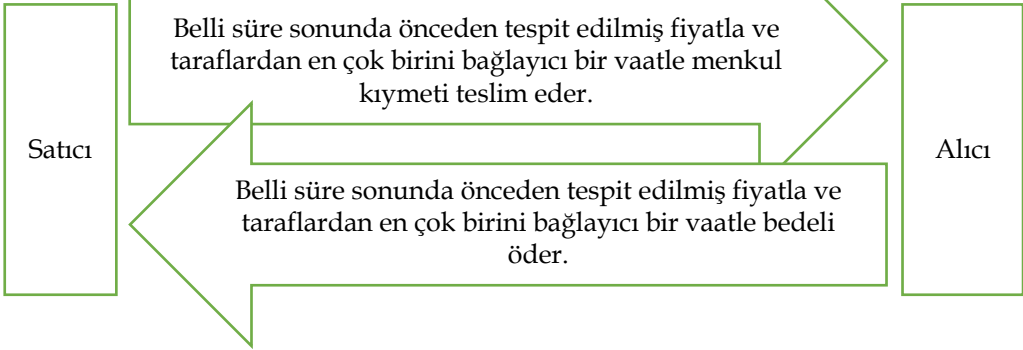 Belli süre sonunda önceden tespit edilmiş fiyatla ve
taraflardan en çok birini bağlayıcı bir vaatle menkul
kıymeti teslim eder.
Satıcı
Alıcı
Belli süre sonunda önceden tespit edilmiş fiyatla ve
taraflardan en çok birini bağlayıcı bir vaatle bedeli
öder.